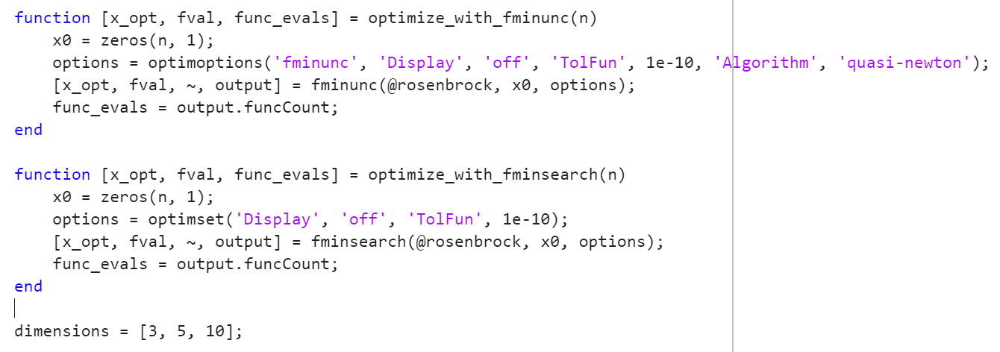 function [x_opt, fval, func_evals] = optimize_with_fminunc(n)
    x0 = zeros(n, 1);
    options = optimoptions('fminunc', 'Display', 'off', 'TolFun', 1e-10, 'Algorithm', 'quasi-newton');
    [x_opt, fval, ~, output] = fminunc(@rosenbrock, x0, options);
    func_evals = output.funcCount;
end

function [x_opt, fval, func_evals] = optimize_with_fminsearch(n)
    x0 = zeros(n, 1);
    options = optimset('Display', 'off', 'TolFun', 1e-10);
    [x_opt, fval, ~, output] = fminsearch(@rosenbrock, x0, options);
    func_evals = output.funcCount;
end

dimensions = [3, 5, 10];